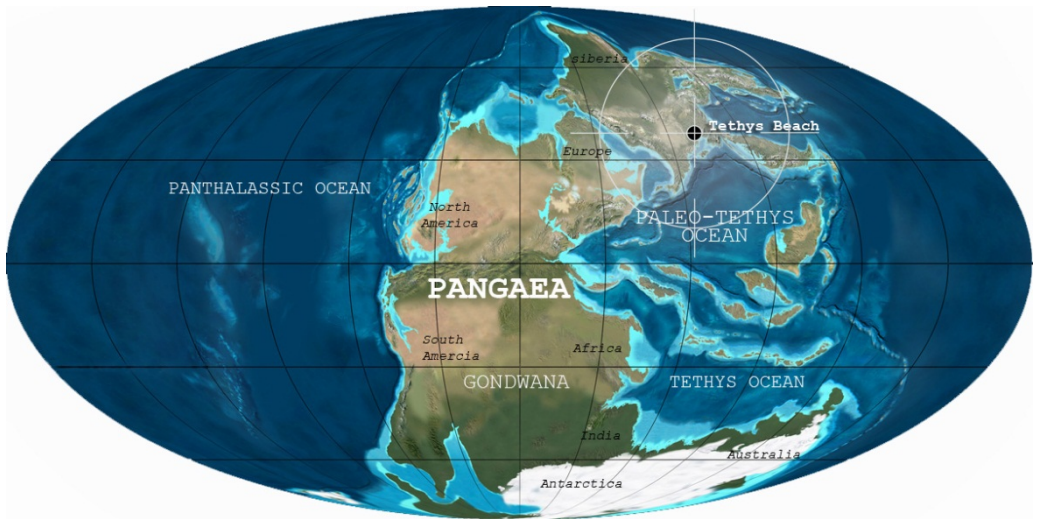 siberia
Tethys Beach
Europe
PANTHALASSIC OCEAN
North
America
PALEO-TETHYS
OCEAN
PANGAEA
South
Amercia
Africa
GONDWANA
TETHYS OCEAN
India
Australia
Antarctica